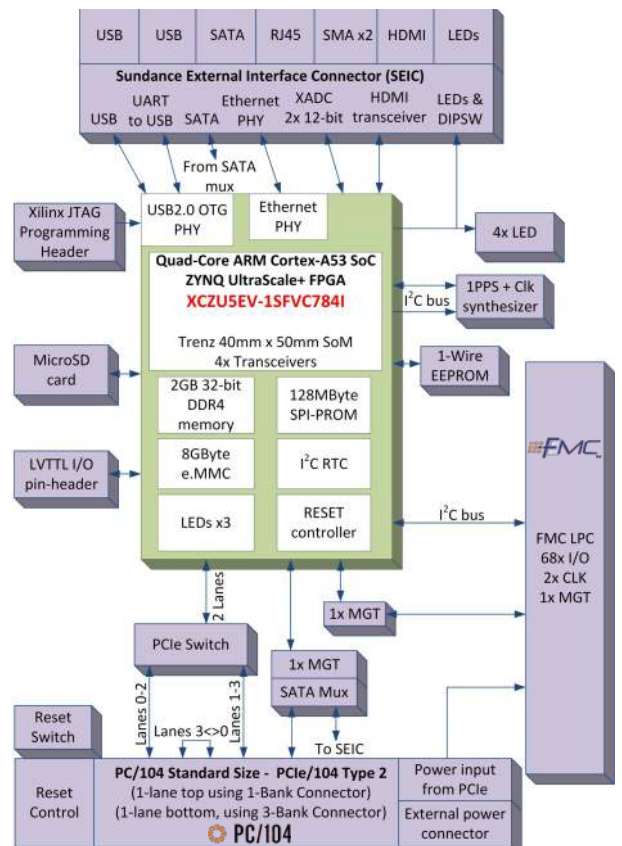 USB
USB
SATA
RJ45
SMA x2
HDMI
LEDs
Sundance External Interface Connector (SEIC)
USB
UART
to USB
SATA
Ethernet
PHY
XADC
2x 12-bit
HDMI
transceiver
LEDs &
DIPSW
From SATA
mux
Xilinx JTAG
Programming
Header
USB2.0 OTG
PHY
Ethernet
PHY
4x LED
Quad-Core ARM Cortex-A53 SoC
ZYNQ UltraScale+ FPGA
XCZU5EV-1SFVC784I
Trenz 40mm x 50mm SoM
4x Transceivers
I²C bus
1PPS + Clk
synthesizer
MicroSD
card
1-Wire
EEPROM
2GB 32-bit
DDR4
memory
128MByte
SPI-PROM
LVTTL I/O
pin-header
8GByte
e.MMC
I²C RTC
LEDs x3
RESET
controller
I²C bus
FMC
FMC LPC
68x I/O
2x CLK
1x MGT
2 Lanes
1x MGT
PCIe Switch
1x MGT
SATA Mux
Lanes 0-2
Lanes 3<>0
Lanes 1-3
To SEIC
Reset
Switch
Reset
Control
PC/104 Standard Size - PCIe/104 Type 2
(1-lane top using 1-Bank Connector)
(1-lane bottom, using 3-Bank Connector)
PC/104
Power input
from PCIe
External power
connector